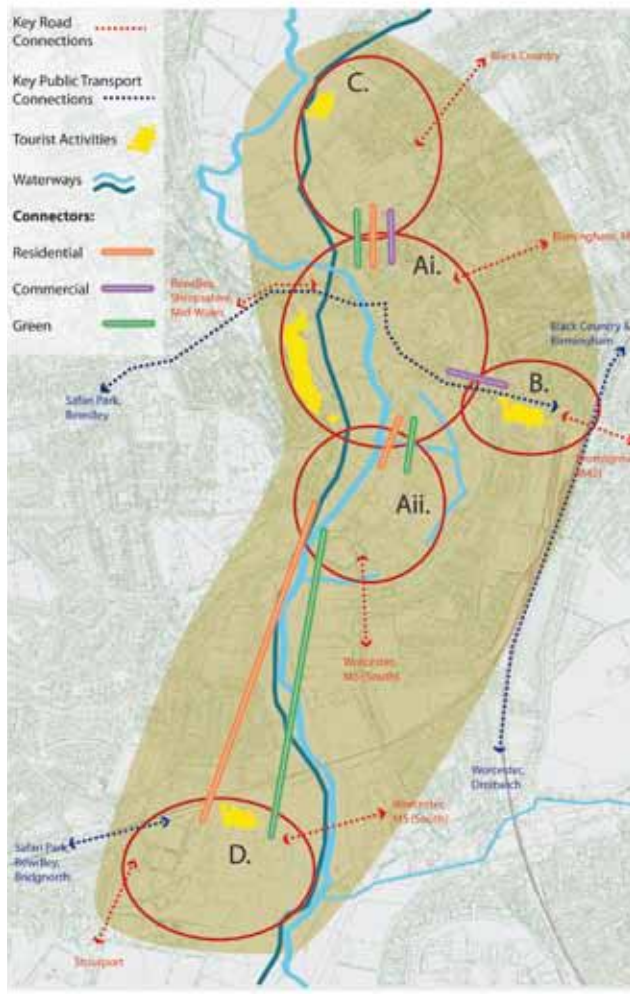 Key Road
Connections
Key Public Transport
Connections
Tourist Activities
Waterways
Connectors:
Residential
Commercial
Green
C.
Black Country
Ai.
Birmingham, M
Bewdley,
Shropshire,
Mid Wales
Black Country &
Birmingham
B.
Safari Park,
Bewdley
Bromsgrove
Aii.
Worcester,
M5 (South)
Worcester,
Droitwich
Worcester,
M5 (South)
D.
Safari Park,
Bewdley,
Bridgnorth
Stourport